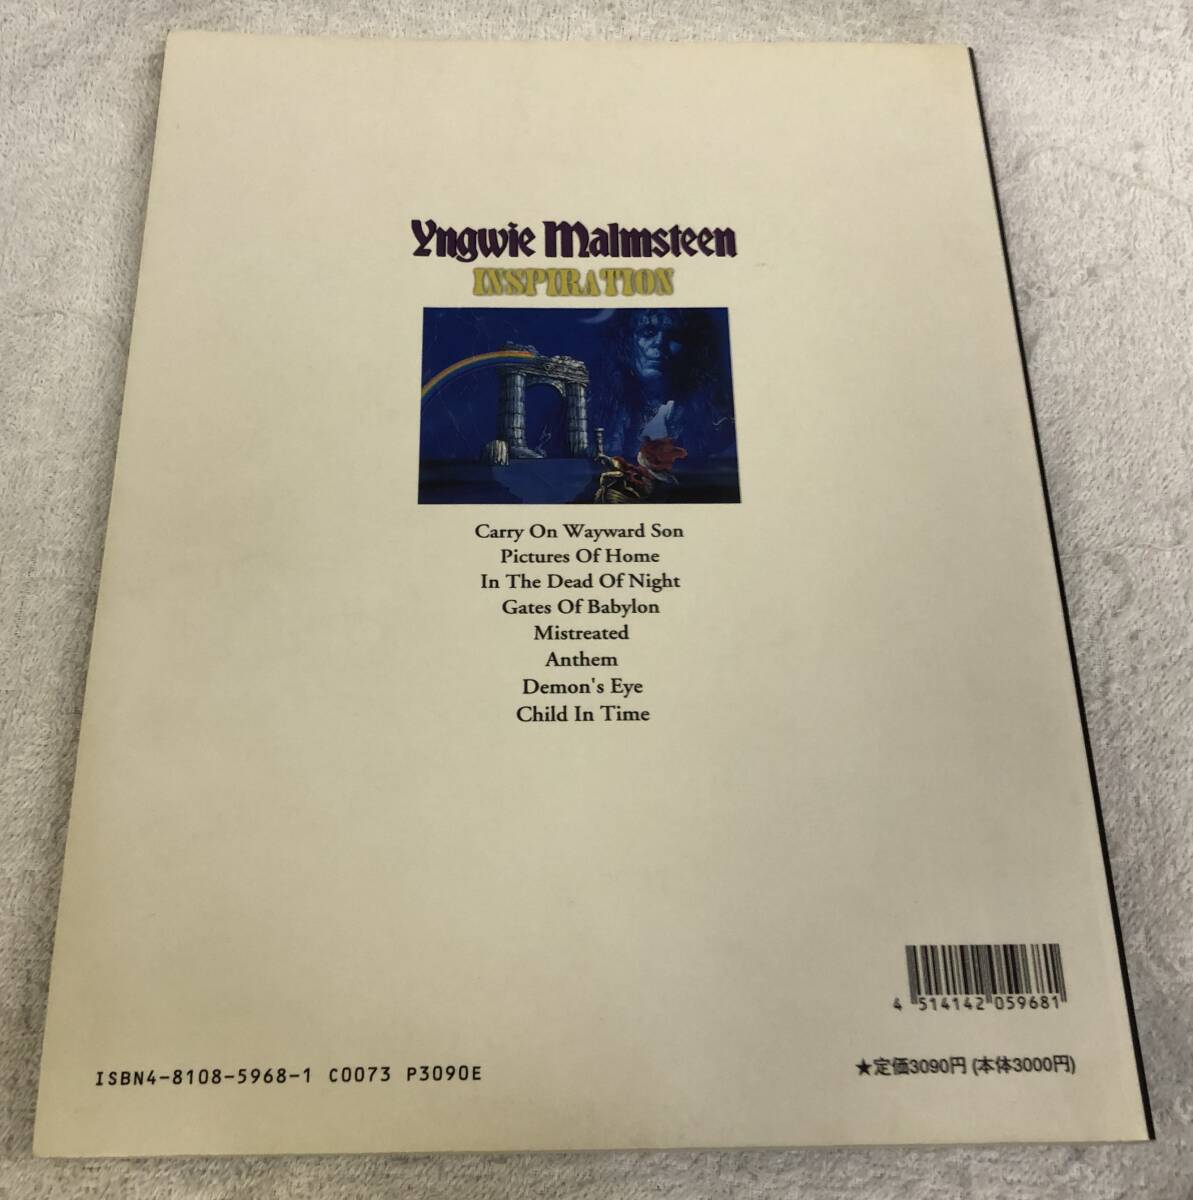 Yngwie Malmsteen
INSPIRATION
Carry On Wayward Son
Pictures Of Home
In The Dead Of Night
Gates Of Babylon
Mistreated
Anthem
Demon's Eye
Child In Time
4 514142 059681
ISBN4-8108-5968-1 C0073 P3090E
★定価3090円 (本体3000円)